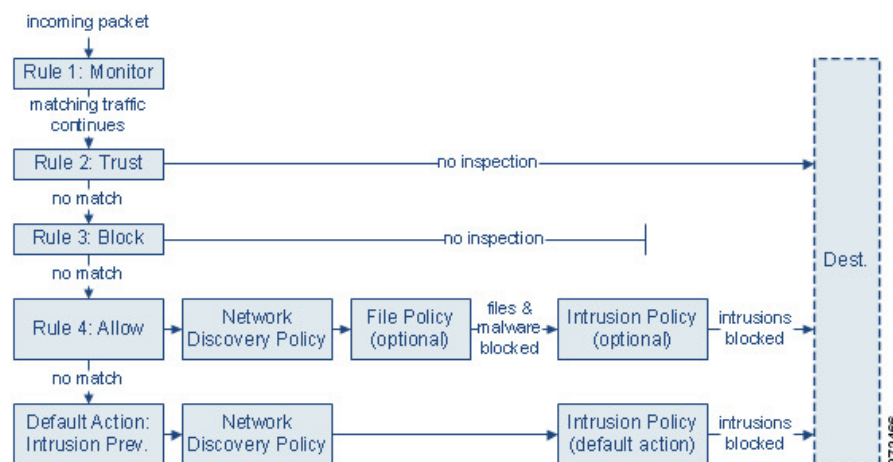 incoming packet
Rule 1: Monitor
matching traffic
continues
Rule 2: Trust
no inspection
no match
Rule 3: Block
no inspection
no match
Dest.
Rule 4: Allow
Network
Discovery Policy
File Policy
(optional)
files &
malware
blocked
Intrusion Policy
(optional)
intrusions
blocked
no match
Default Action:
Intrusion Prev.
Network
Discovery Policy
Intrusion Policy
(default action)
intrusions
blocked